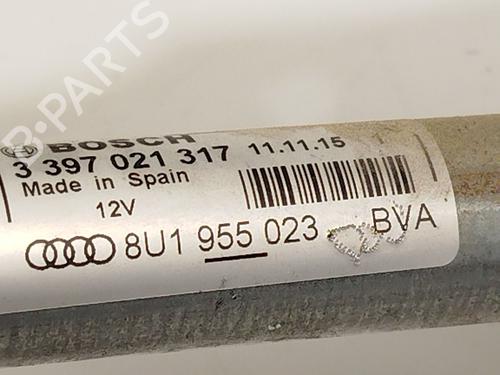 B-PARTS
BOSCH
3 397 021 317 11.11.15
Made in Spain
12V
8U1 955 023 BVA